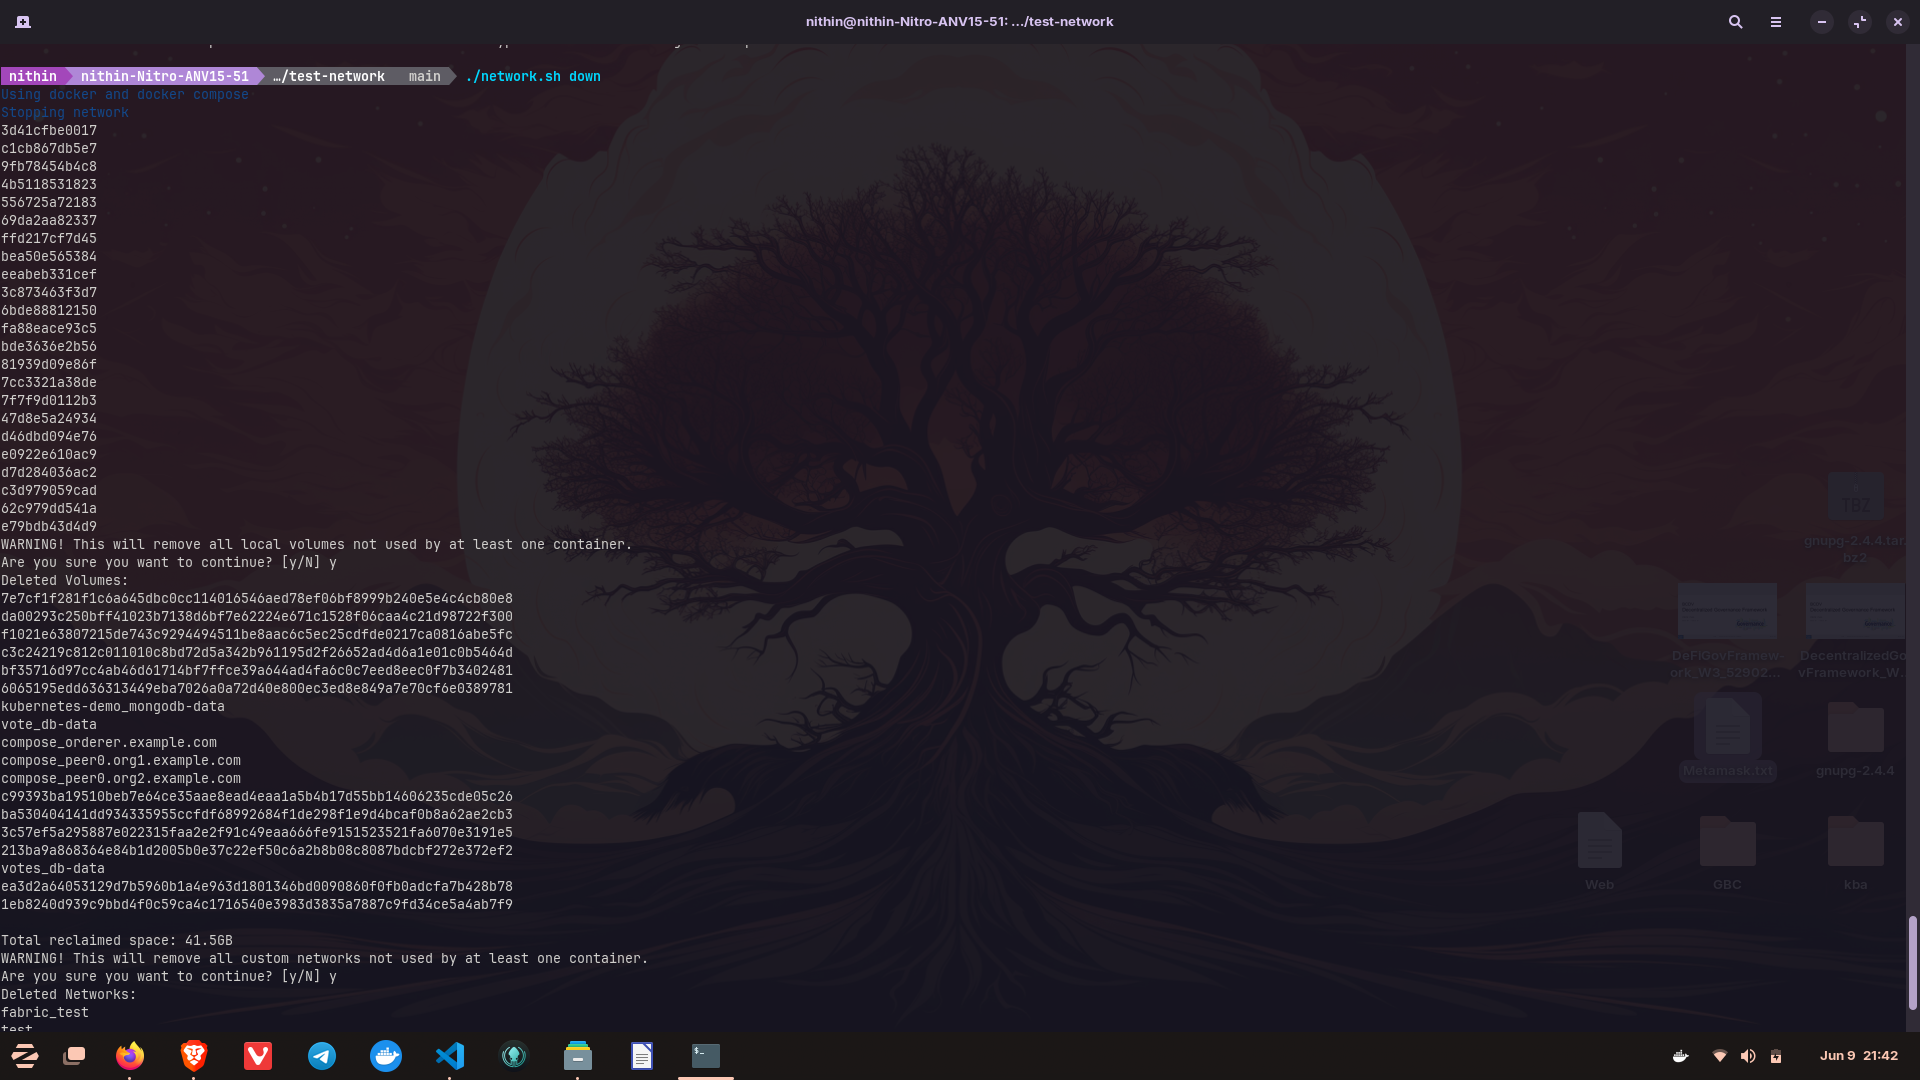 nithin@nithin-Nitro-ANV15-51: .../test-network
nithin nithin-Nitro-ANV15-51 …/test-network main ./network.sh down
Using docker and docker compose
Stopping network
3d41cfbe0017
c1cb867db5e7
9fb78454b4c8
4b5118531823
556725a72183
69da2aa82337
ffd217cf7d45
bea50e565384
eeabeb331cef
3c873463f3d7
6bde88812150
fa88eace93c5
bde3636e2b56
81939d09e86f
7cc3321a38de
7f7f9d0112b3
47d8e5a24934
d46dbd094e76
e0922e610ac9
d7d284036ac2
c3d979059cad
62c979dd541a
e79bdb43d4d9
WARNING! This will remove all local volumes not used by at least one container.
Are you sure you want to continue? [y/N] y
Deleted Volumes:
7e7cf1f281f1c6a645dbc0cc114016546aed78ef06bf8999b240e5e4c4cb80e8
da00293c250bff41023b7138d6bf7e62224e671c1528f06caa4c21d98722f300
f1021e63807215de743c9294494511be8aac6c5ec25cdfde0217ca0816abe5fc
c3c24219c812c011010c8bd72d5a342b961195d2f26652ad4d6a1e01c0b5464d
bf35716d97cc4ab46d61714bf7ffce39a644ad4fa6c0c7eed8eec0f7b3402481
6065195edd636313449eba7026a0a72d40e800ec3ed8e849a7e70cf6e0389781
kubernetes-demo_mongodb-data
vote_db-data
compose_orderer.example.com
compose_peer0.org1.example.com
compose_peer0.org2.example.com
c99393ba19510beb7e64ce35aae8ead4eaa1a5b4b17d55bb14606235cde05c26
ba530404141dd934335955ccfdf68992684f1de298f1e9d4bcaf0b8a62ae2cb3
3c57ef5a295887e022315faa2e2f91c49eaa666fe9151523521fa6070e3191e5
213ba9a868364e84b1d2005b0e37c22ef50c6a2b8b08c8087bdcbf272e372ef2
votes_db-data
ea3d2a64053129d7b5960b1a4e963d1801346bd0090860f0fb0adcfa7b428b78
1eb8240d939c9bbd4f0c59ca4c1716540e3983d3835a7887c9fd34ce5a4ab7f9
Total reclaimed space: 41.5GB
WARNING! This will remove all custom networks not used by at least one container.
Are you sure you want to continue? [y/N] y
Deleted Networks:
fabric_test
test
TBZ
gnupg-2.4.4.tar.
bz2
DeFiGovFramew-
ork_W3_52902...
DecentralizedGo
vFramework_W.
Metamask.txt
gnupg-2.4.4
Web
GBC
kba
Jun 9 21:42